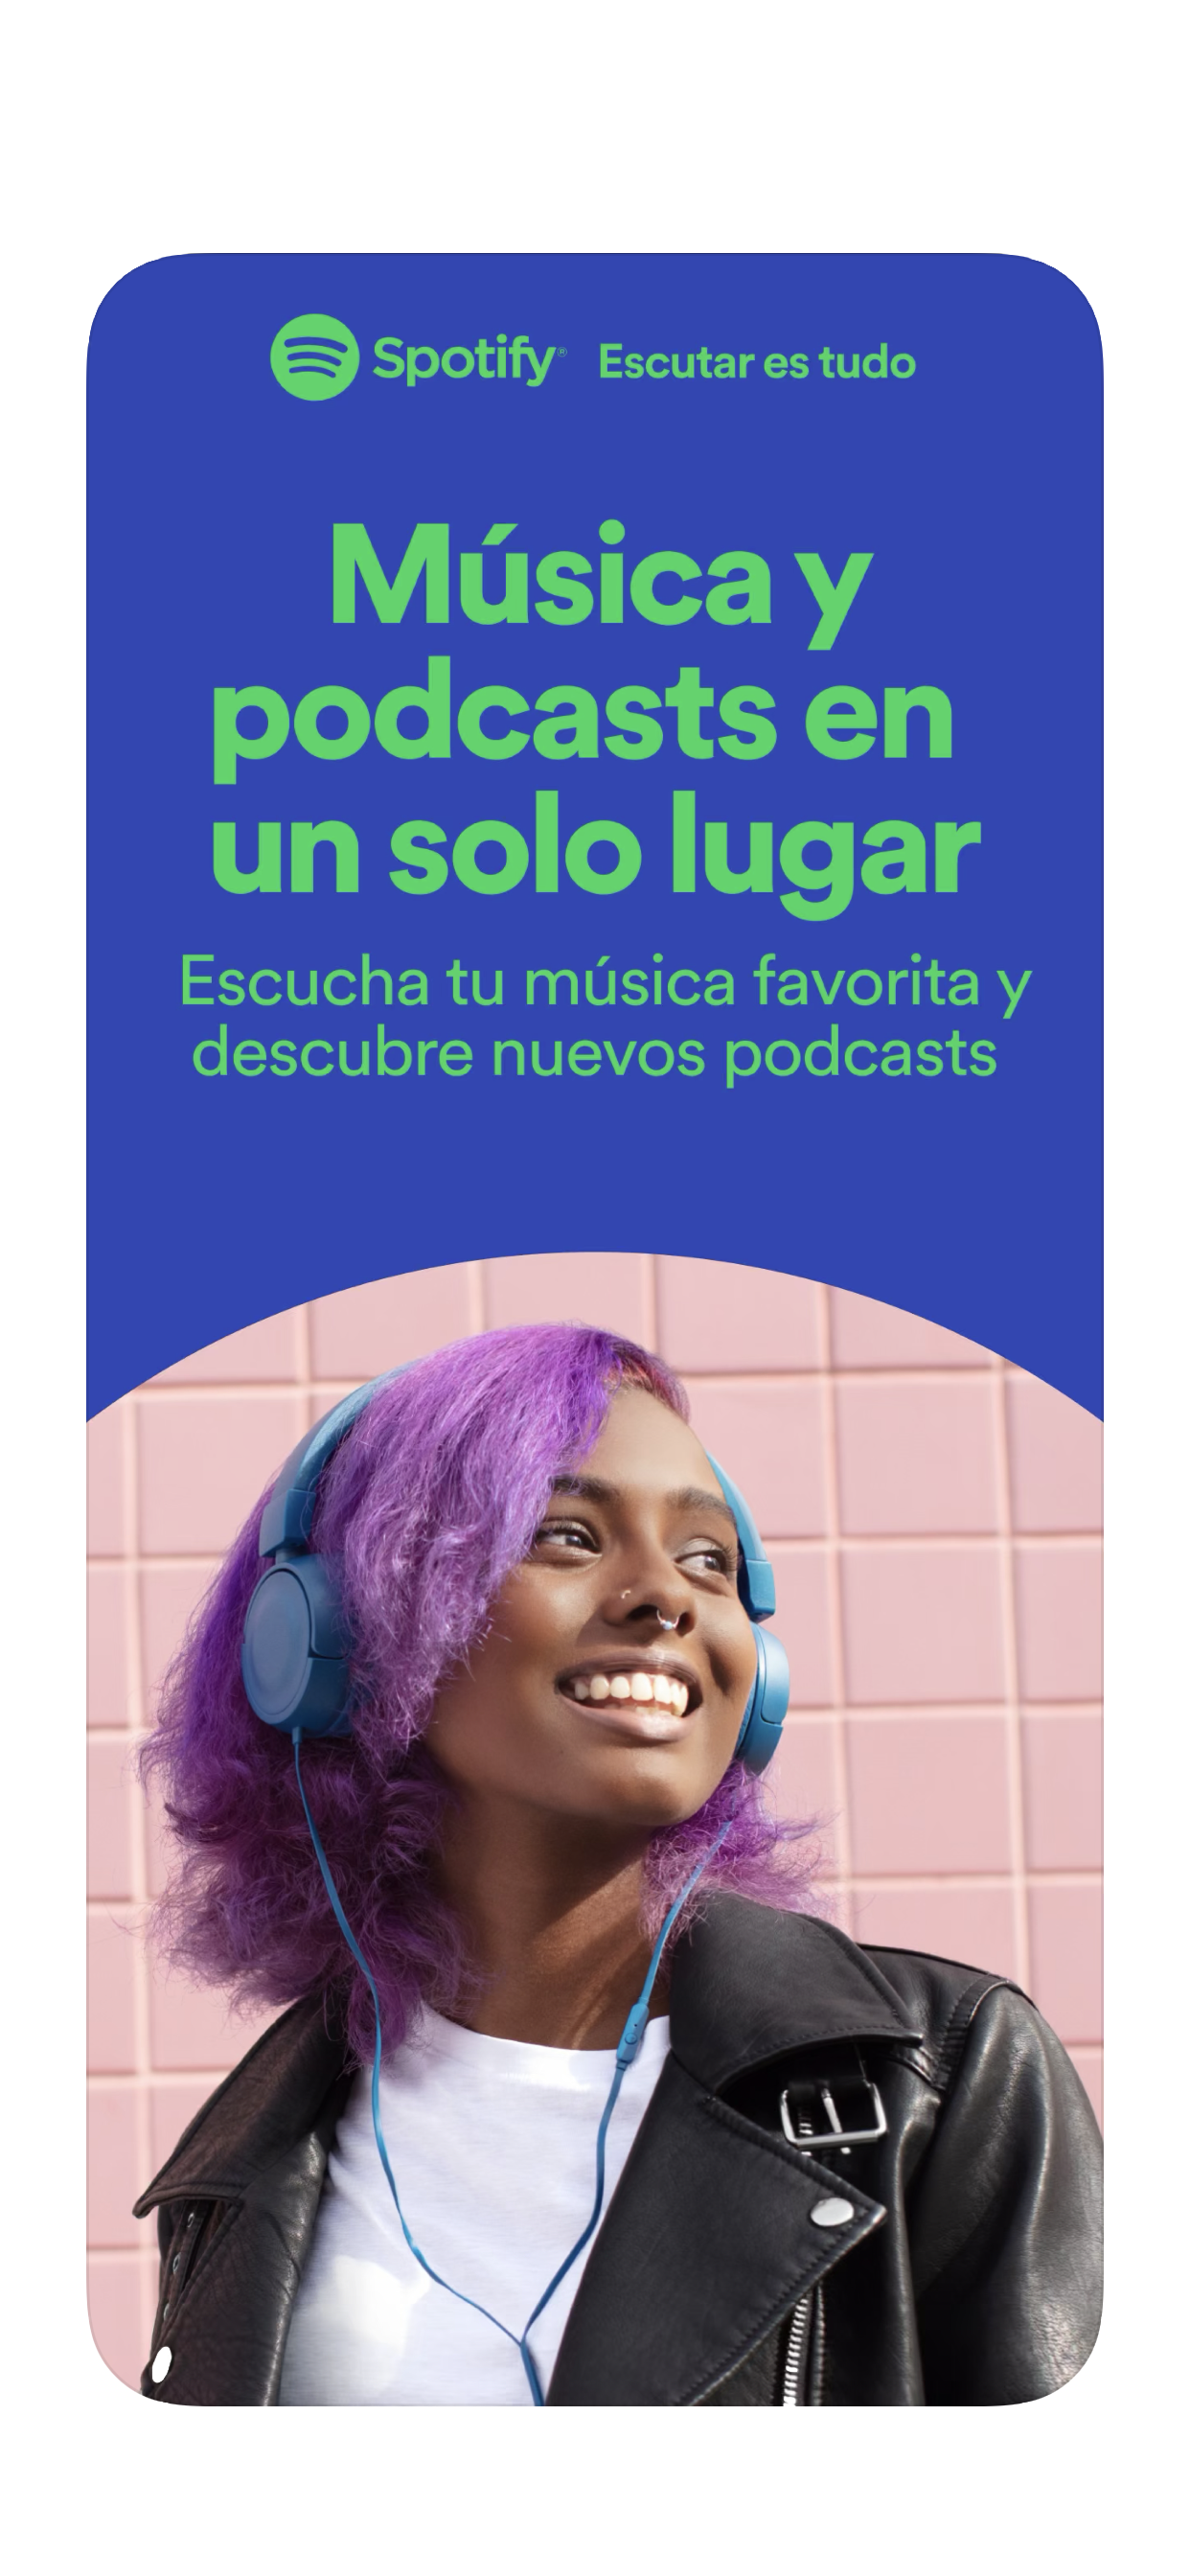 Spotify® Escutar es tudo
Música y
podcasts en
un solo lugar
Escucha tu música favorita y
descubre nuevos podcasts